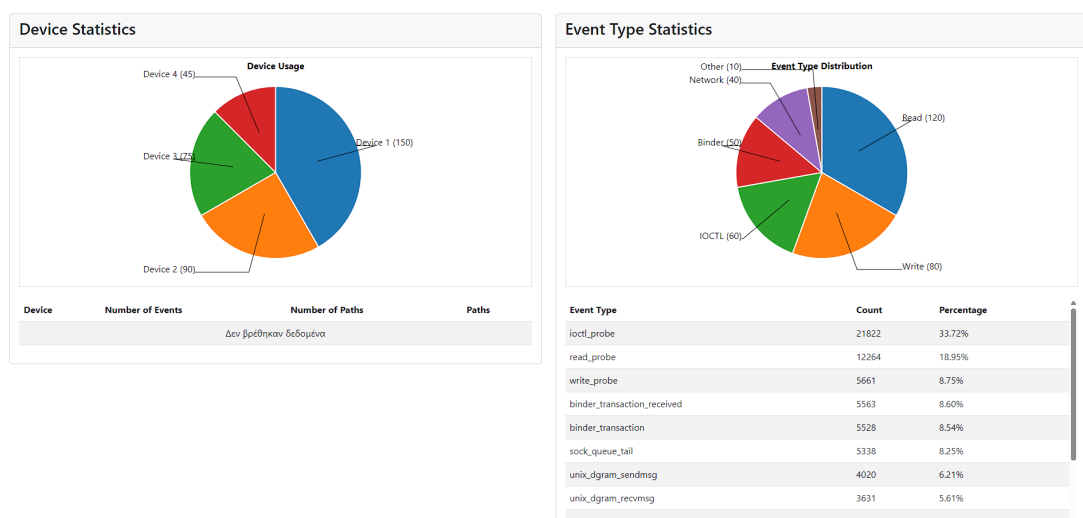 Device Statistics
Device Usage
Device 4 (45)
Device 1 (150)
Device 3 (75)
Device 2 (90)
Device Number of Events Number of Paths Paths
Δεν βρέθηκαν δεδομένα
Event Type Statistics
Event Type Distribution
Other (10)
Network (40)
Read (120)
Binder (50)
IOCTL (60)
Write (80)
Event Type Count Percentage
ioctl_probe 21822 33.72%
read_probe 12264 18.95%
write_probe 5661 8.75%
binder_transaction_received 5563 8.60%
binder_transaction 5528 8.54%
sock_queue_tail 5338 8.25%
unix_dgram_sendmsg 4020 6.21%
unix_dgram_recvmsg 3631 5.61%